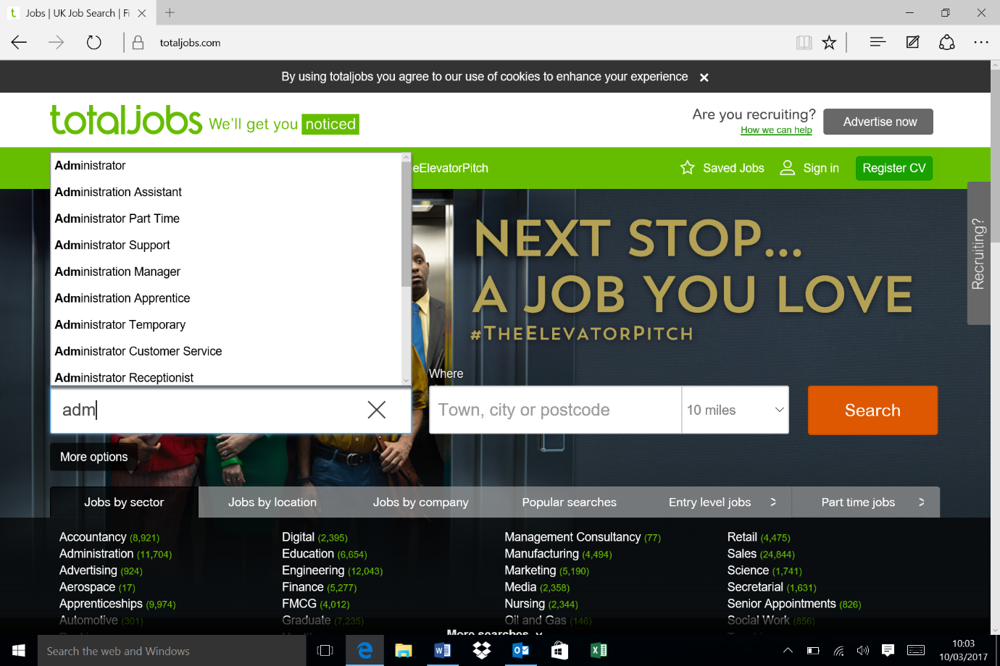 Jobs | UK Job Search | Fi
totaljobs.com
By using totaljobs you agree to our use of cookies to enhance your experience
totaljobs We'll get you noticed
Are you recruiting?
How we can help
Advertise now
eElevatorPitch
Saved Jobs
Sign in
Register CV
Administrator
Administration Assistant
Administrator Part Time
Administrator Support
Administration Manager
Administration Apprentice
Administrator Temporary
Administrator Customer Service
Administrator Receptionist
NEXT STOP...
A JOB YOU LOVE
#THEELEVATORPITCH
Recruiting?
Where
adm
Town, city or postcode
10 miles
Search
More options
Jobs by sector
Jobs by location
Jobs by company
Popular searches
Entry level jobs >
Part time jobs >
Accountancy (8,921)
Administration (11,704)
Advertising (924)
Aerospace (17)
Apprenticeships (9,974)
Automotive (301)
Digital (2,395)
Education (6,654)
Engineering (12,043)
Finance (5,277)
FMCG (4,012)
Graduate (7,235)
Management Consultancy (77)
Manufacturing (4,494)
Marketing (5,190)
Media (2,358)
Nursing (2,344)
Oil and Gas (146)
Retail (4,475)
Sales (24,844)
Science (1,741)
Secretarial (1,631)
Senior Appointments (826)
Social Work (856)
More searches
Search the web and Windows
10:03
10/03/2017